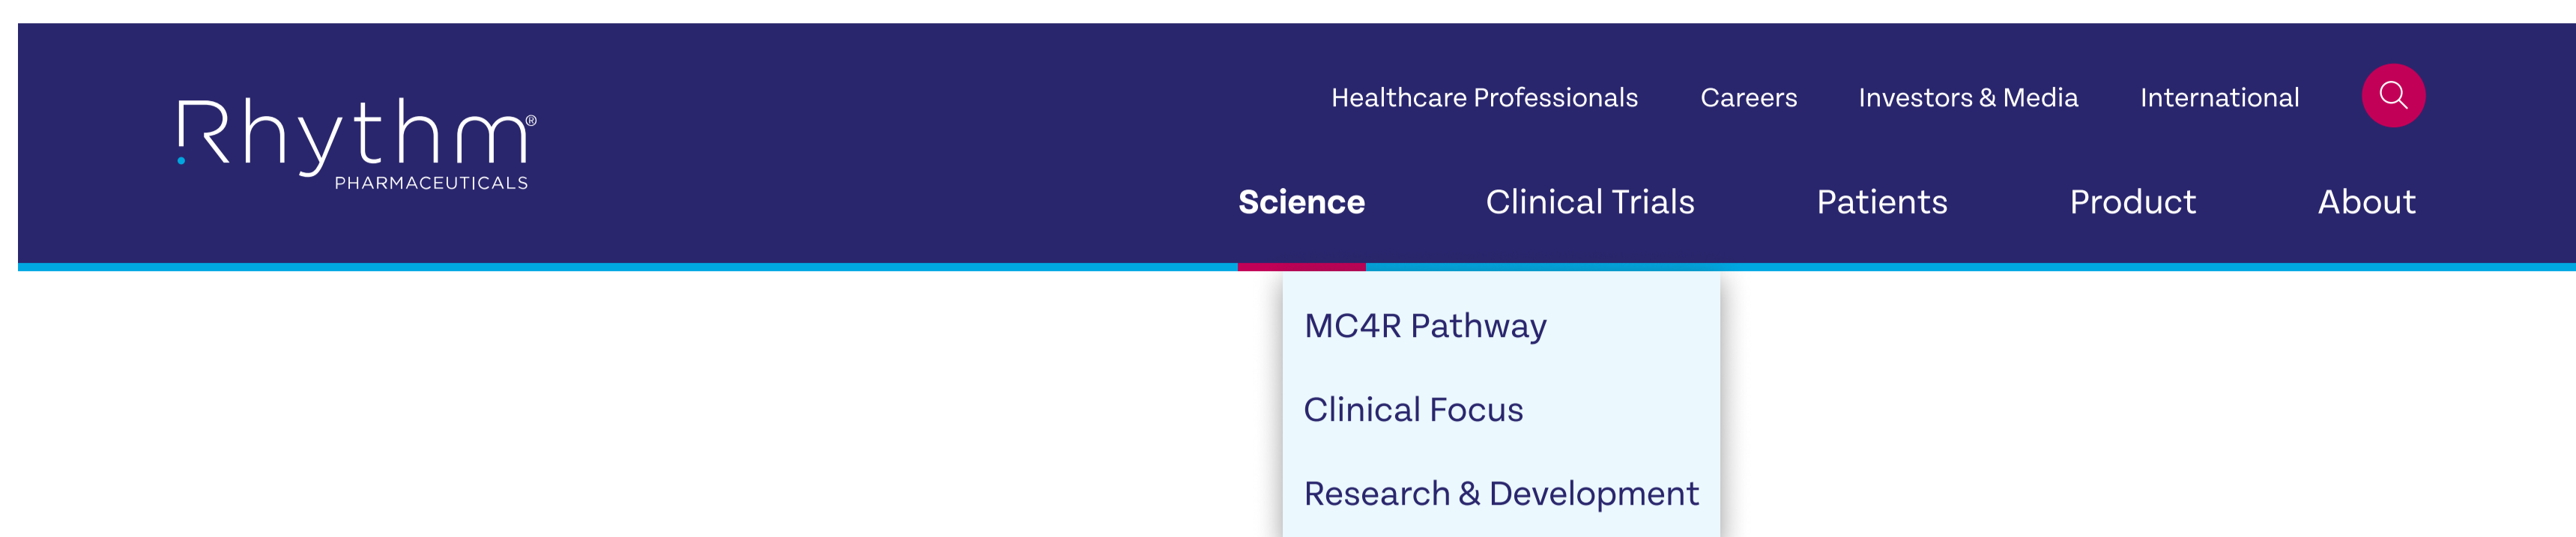 Rhythm®
PHARMACEUTICALS
Healthcare Professionals Careers Investors & Media International
Science Clinical Trials Patients Product About
MC4R Pathway
Clinical Focus
Research & Development